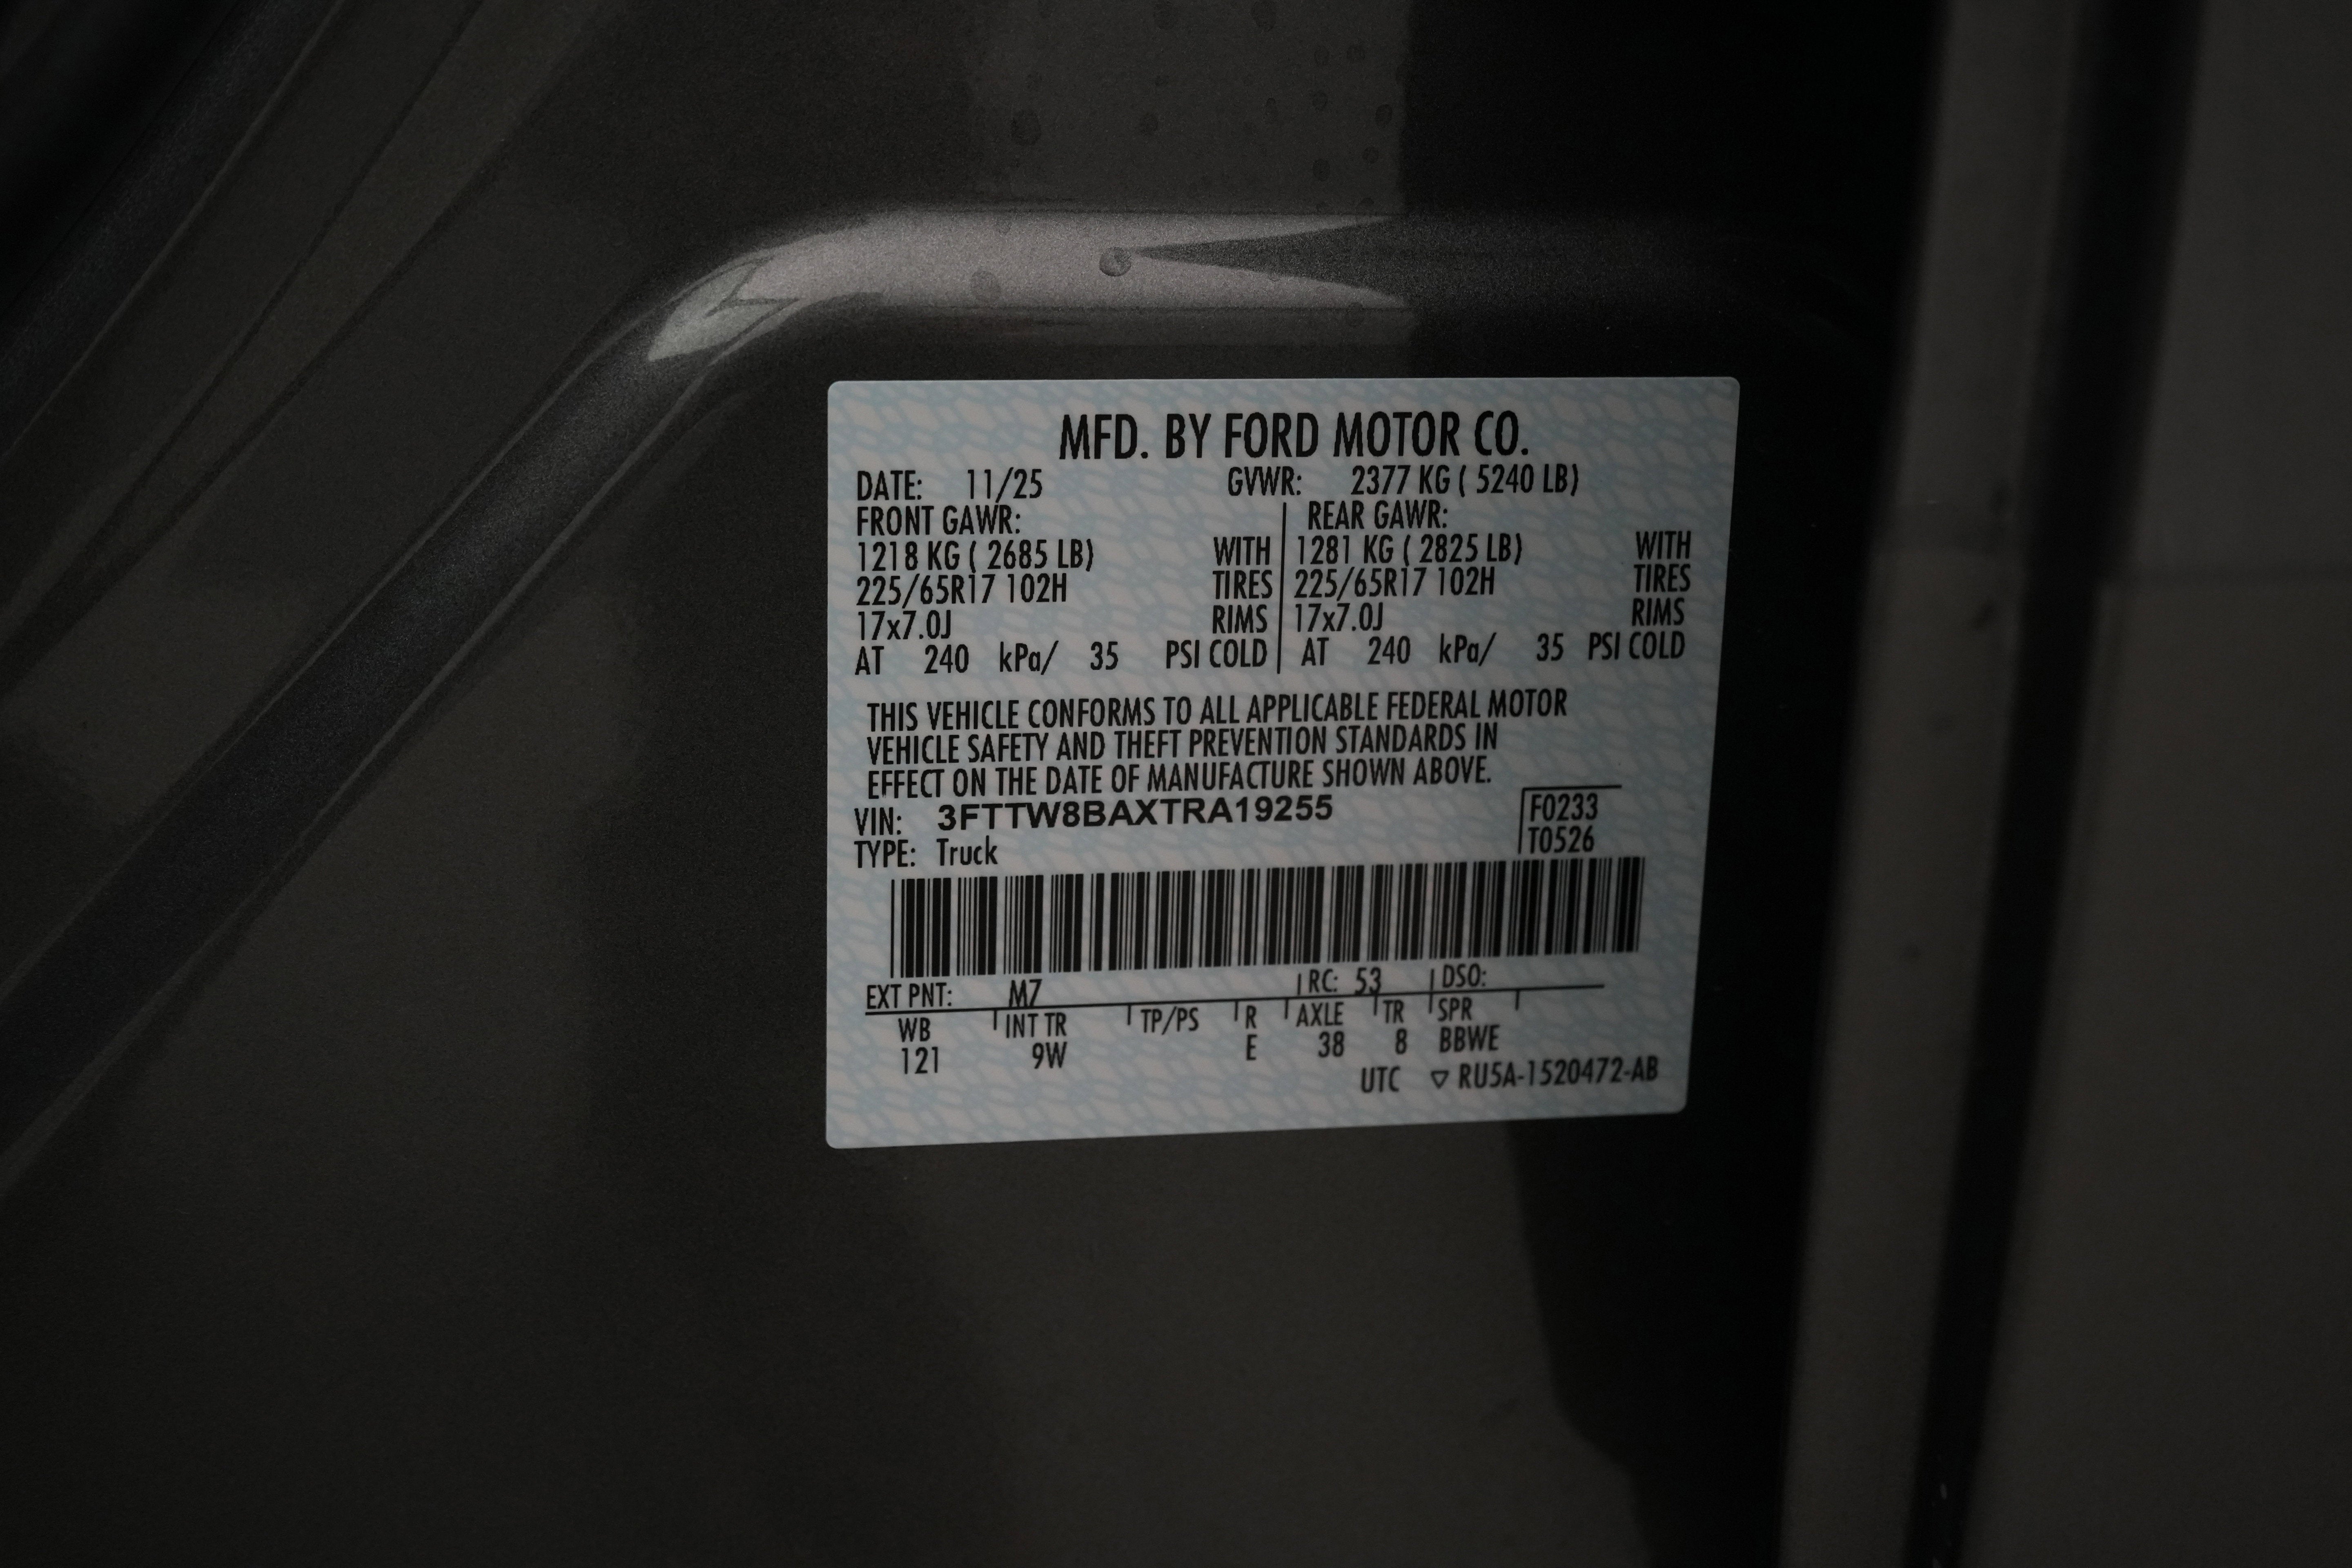 MFD. BY FORD MOTOR CO.
DATE: 11/25 GVWR: 2377 KG ( 5240 LB)
FRONT GAWR: REAR GAWR:
1218 KG ( 2685 LB) WITH 1281 KG ( 2825 LB) WITH
225/65R17 102H TIRES 225/65R17 102H TIRES
17x7.0J RIMS 17x7.0J RIMS
AT 240 kPa/ 35 PSI COLD AT 240 kPa/ 35 PSI COLD
THIS VEHICLE CONFORMS TO ALL APPLICABLE FEDERAL MOTOR
VEHICLE SAFETY AND THEFT PREVENTION STANDARDS IN
EFFECT ON THE DATE OF MANUFACTURE SHOWN ABOVE.
VIN: 3FTTW8BAXTRA19255 F0233
TYPE: Truck T0526
EXT PNT: M7 RC: 53 DSO:
WB INT TR TP/PS R AXLE TR SPR
121 9W E 38 8 BBWE
UTC ▽ RU5A-1520472-AB